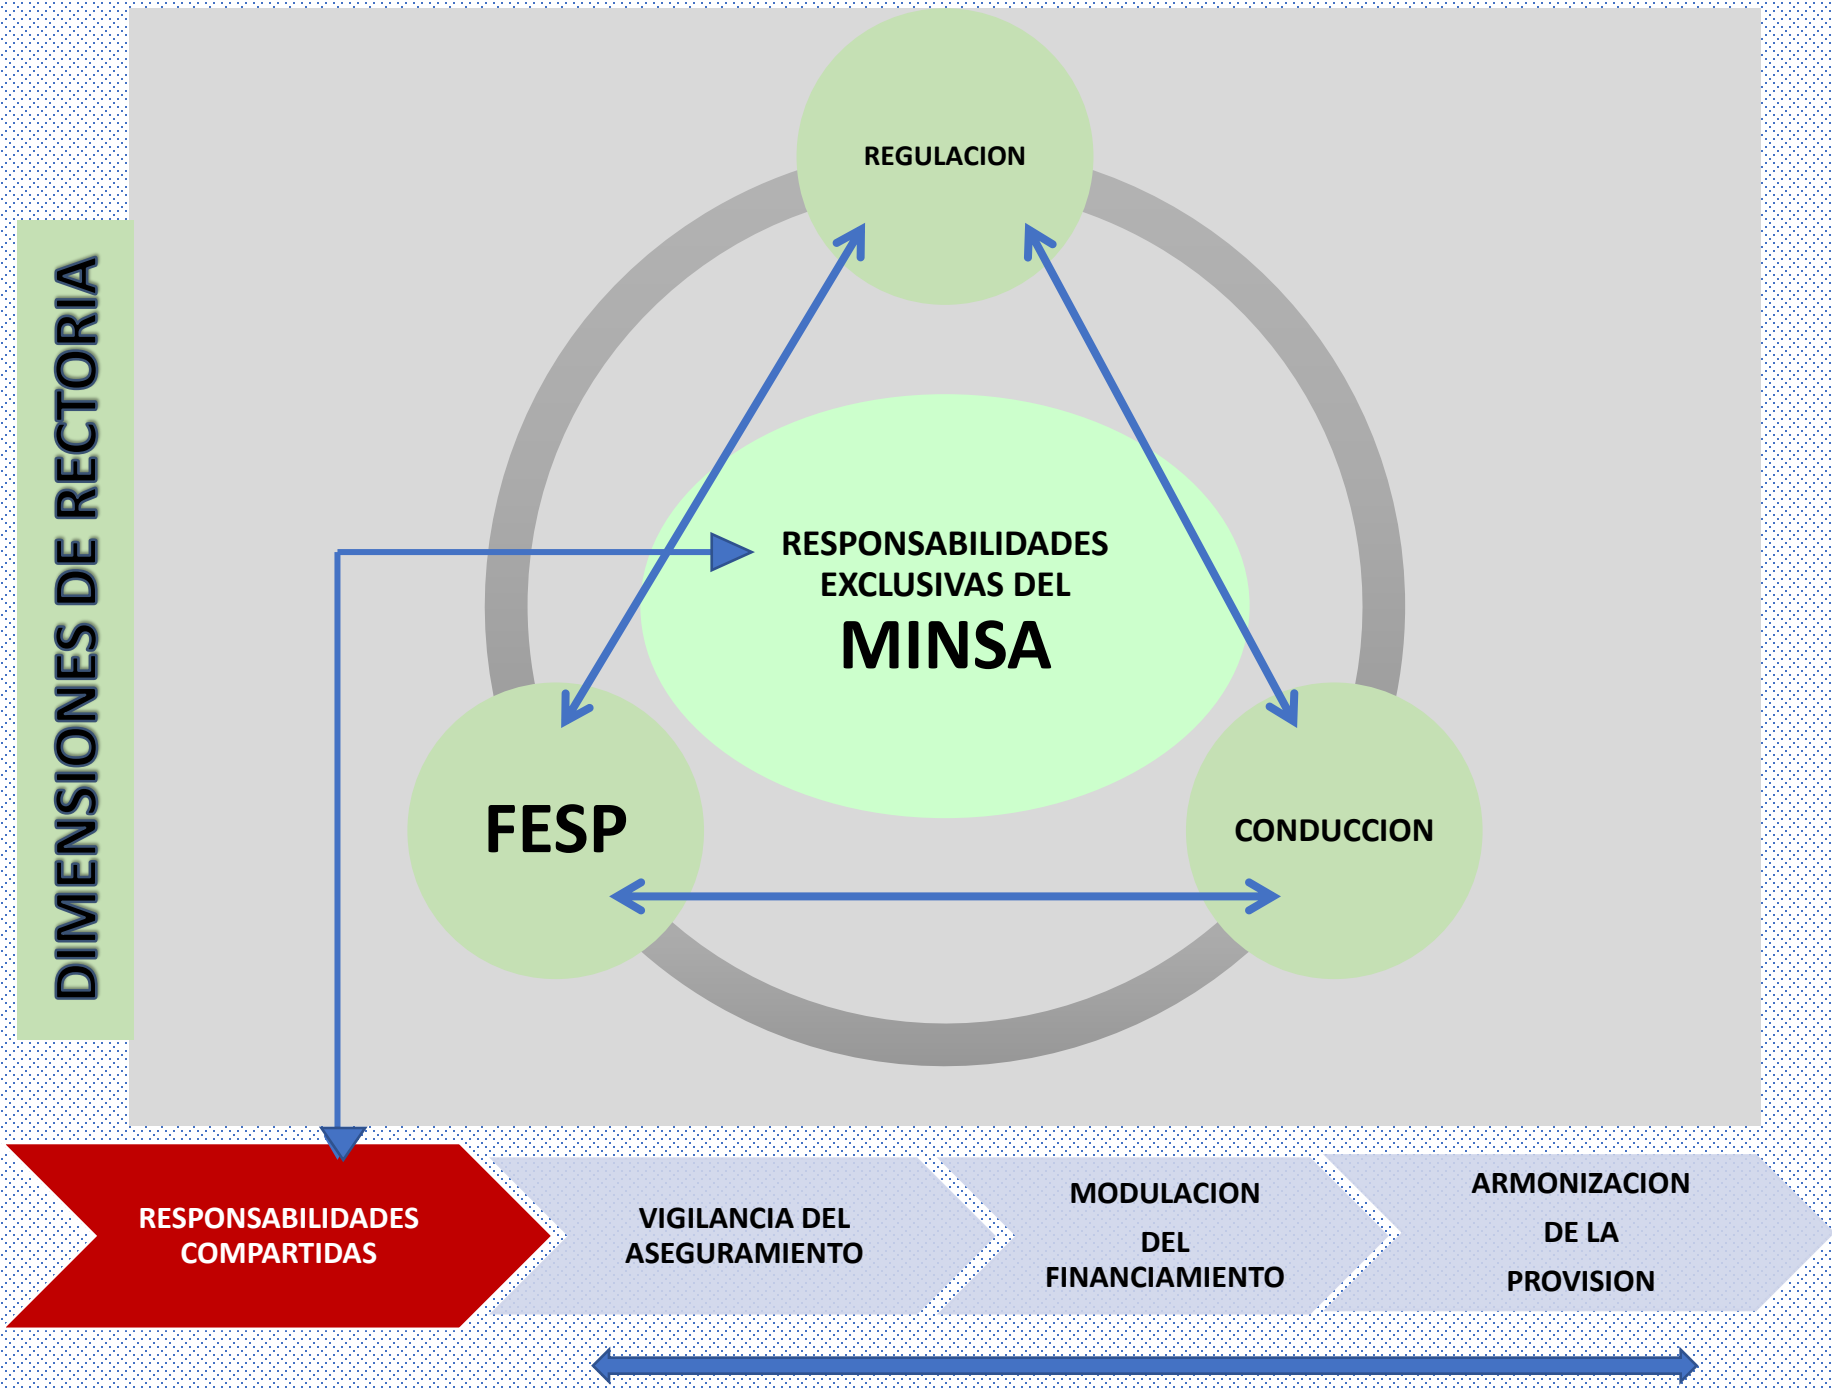 DIMENSIONES DE RECTORIA
REGULACION
RESPONSABILIDADES
EXCLUSIVAS DEL
MINSA
FESP
CONDUCCION
RESPONSABILIDADES
COMPARTIDAS
VIGILANCIA DEL
ASEGURAMIENTO
MODULACION
DEL
FINANCIAMIENTO
ARMONIZACION
DE LA
PROVISION